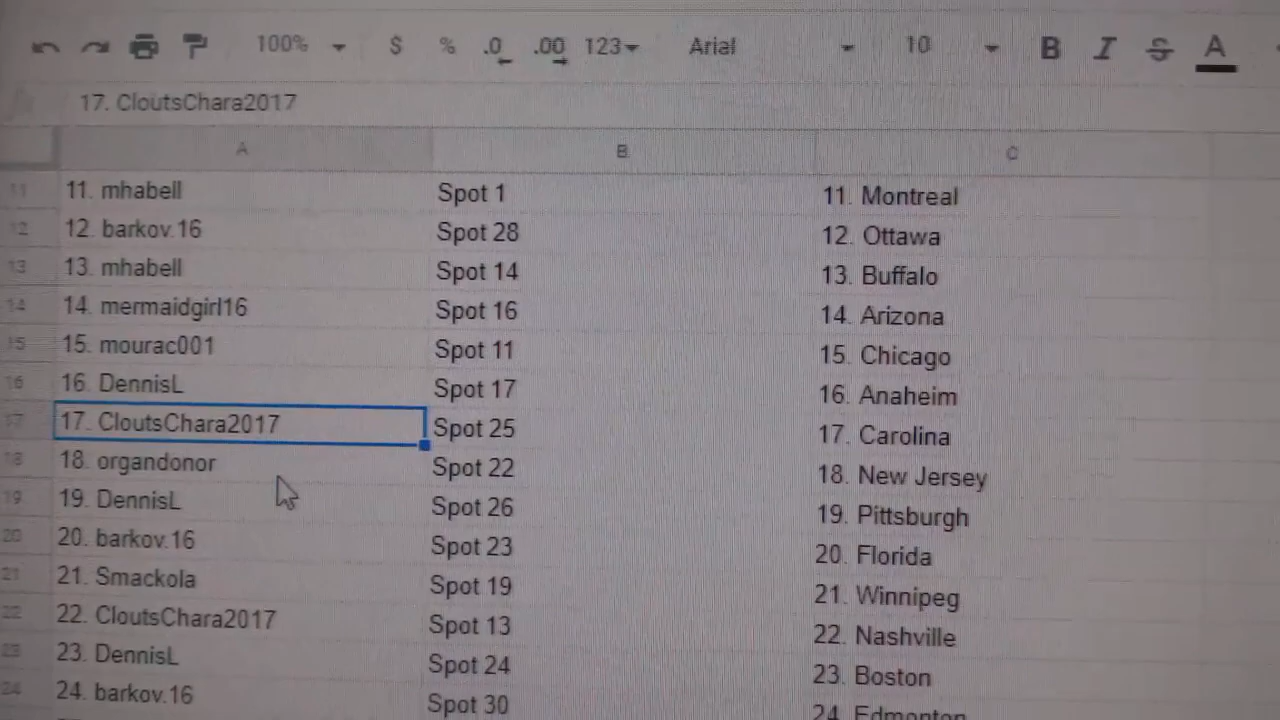 100% $ % .0 .00 123 Arial 10 B I S A
17. CloutsChara2017
A B C
11 11. mhabell Spot 1 11. Montreal
12 12. barkov.16 Spot 28 12. Ottawa
13 13. mhabell Spot 14 13. Buffalo
14 14. mermaidgirl16 Spot 16 14. Arizona
15 15. mourac001 Spot 11 15. Chicago
16 16. DennisL Spot 17 16. Anaheim
17 17. CloutsChara2017 Spot 25 17. Carolina
18 18. organdonor Spot 22 18. New Jersey
19 19. DennisL Spot 26 19. Pittsburgh
20 20. barkov.16 Spot 23 20. Florida
21 21. Smackola Spot 19 21. Winnipeg
22 22. CloutsChara2017 Spot 13 22. Nashville
23 23. DennisL Spot 24 23. Boston
24 24. barkov.16 Spot 30 24. Edmonton